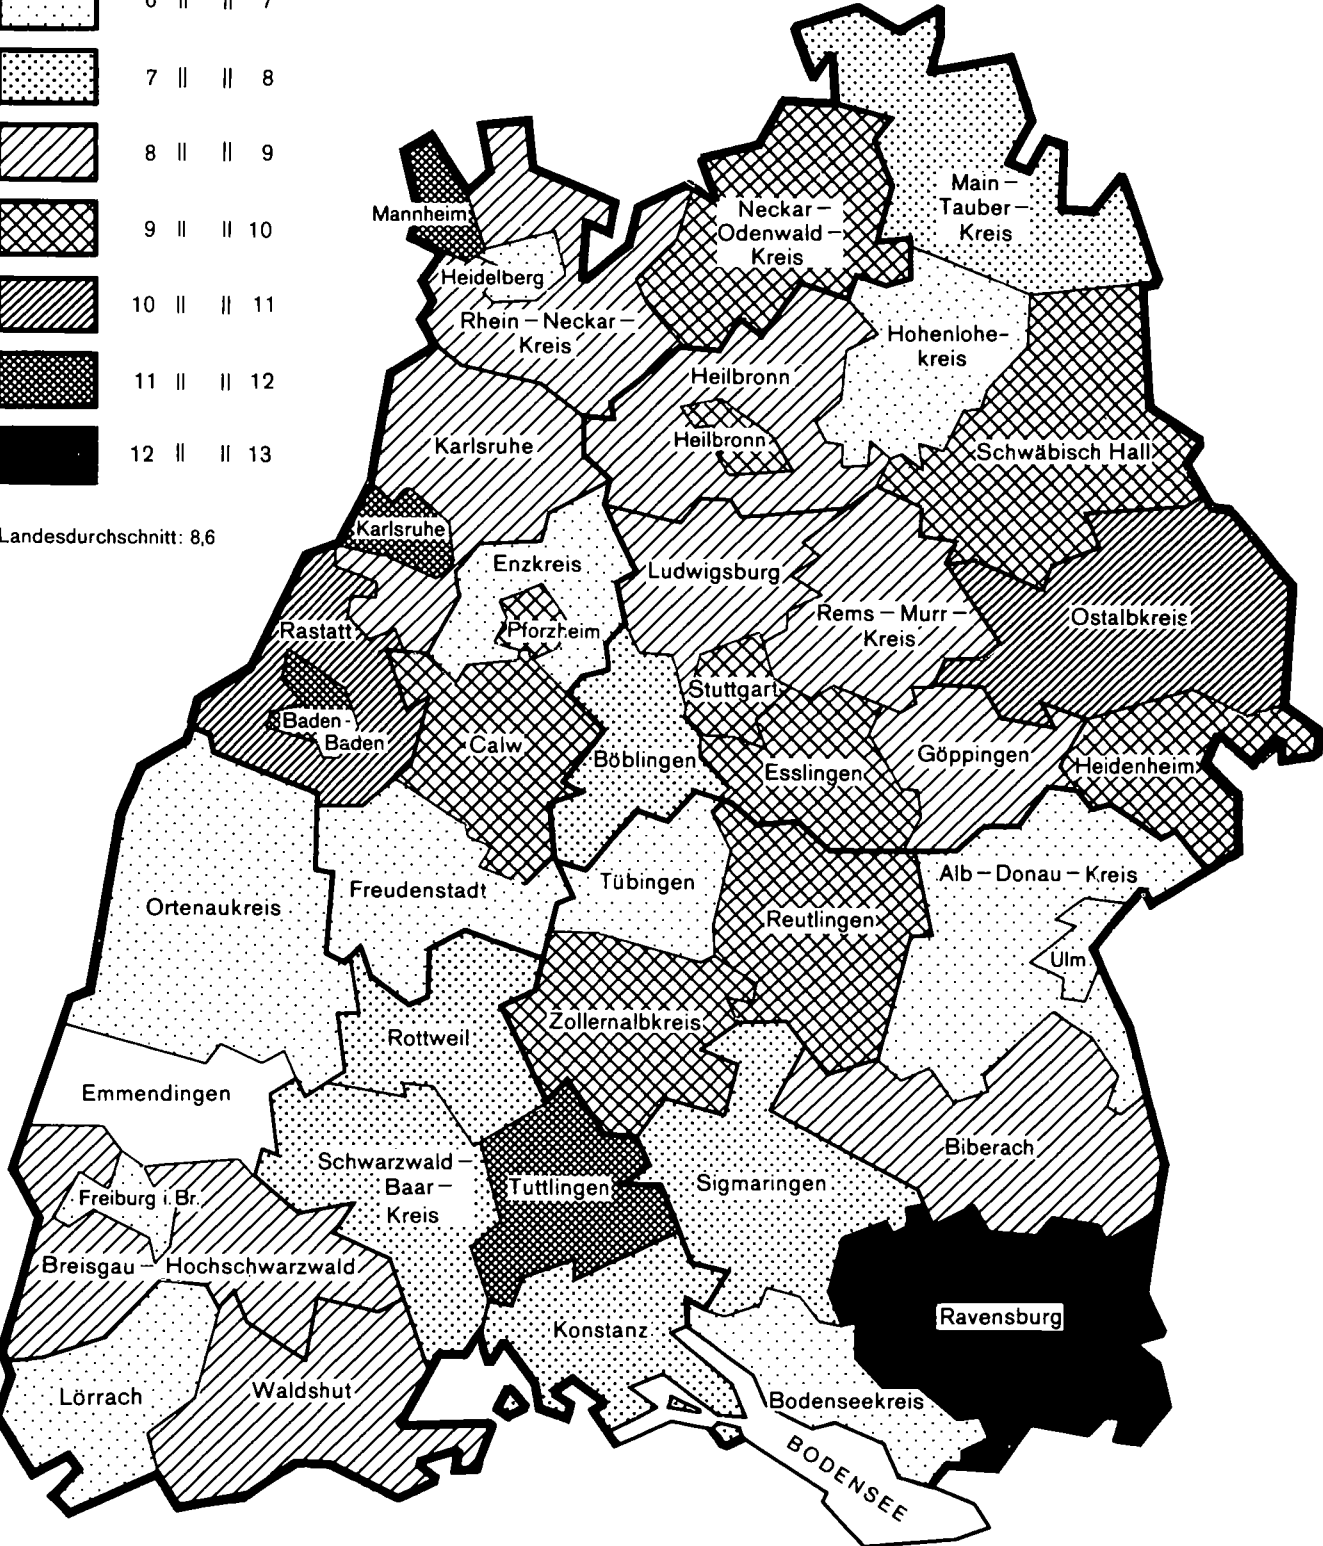 6 " " 7
7 " " 8
8 " " 9
9 " " 10
10 " " 11
11 " " 12
12 " " 13
Landesdurchschnitt: 8,6
Main –
Tauber –
Kreis
Neckar –
Odenwald –
Kreis
Mannheim
Heidelberg
Rhein – Neckar –
Kreis
Hohenlohe-
kreis
Heilbronn
Heilbronn
Karlsruhe
Schwäbisch Hall
Karlsruhe
Enzkreis
Ludwigsburg
Pforzheim
Rems – Murr –
Kreis
Ostalbkreis
Rastatt
Stuttgart
Baden-
Baden
Calw
Böblingen
Esslingen
Göppingen
Heidenheim
Freudenstadt
Tübingen
Alb – Donau – Kreis
Ortenaukreis
Reutlingen
Ulm
Rottweil
Zollernalbkreis
Emmendingen
Biberach
Schwarzwald –
Baar –
Kreis
Tuttlingen
Sigmaringen
Freiburg i. Br.
Breisgau – Hochschwarzwald
Ravensburg
Konstanz
Lörrach
Waldshut
Bodenseekreis
BODENSEE